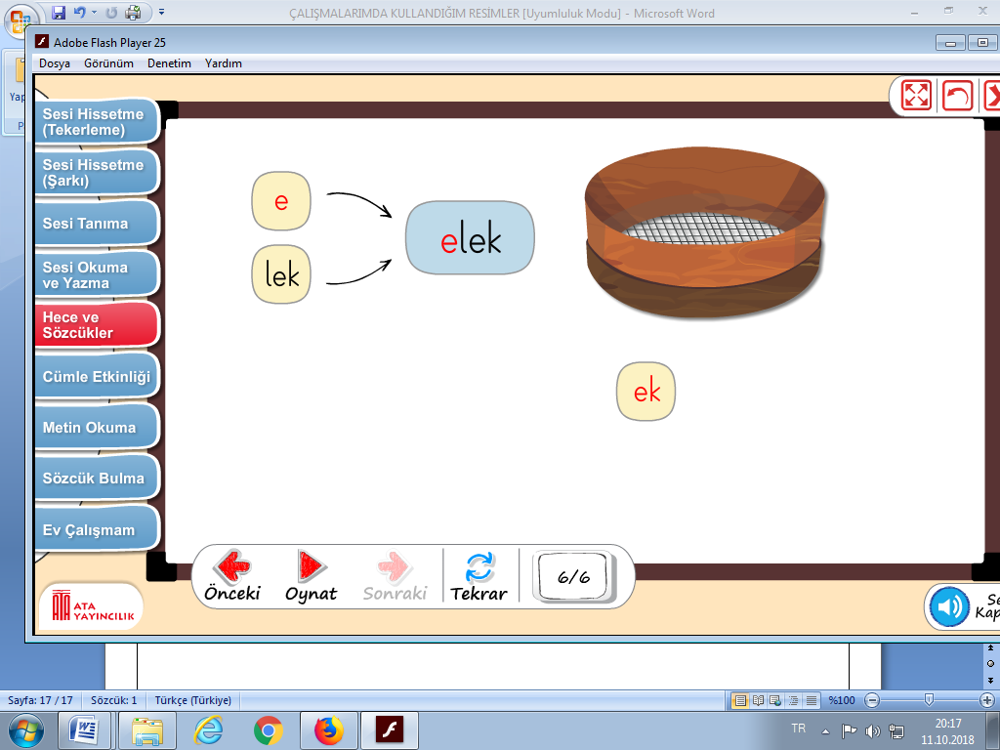 ÇALIŞMALARIMDA KULLANDIĞIM RESİMLER [Uyumluluk Modu] - Microsoft Word
Adobe Flash Player 25
Dosya Görünüm Denetim Yardım
Sesi Hissetme
(Tekerleme)
Sesi Hissetme
(Şarkı)
Sesi Tanıma
Sesi Okuma
ve Yazma
Hece ve
Sözcükler
Cümle Etkinliği
Metin Okuma
Sözcük Bulma
Ev Çalışmam
e
lek
elek
ek
Önceki Oynat Sonraki Tekrar 6/6
ATA
YAYINCILIK
Sayfa: 17 / 17 Sözcük: 1 Türkçe (Türkiye) %100
TR 20:17
11.10.2018